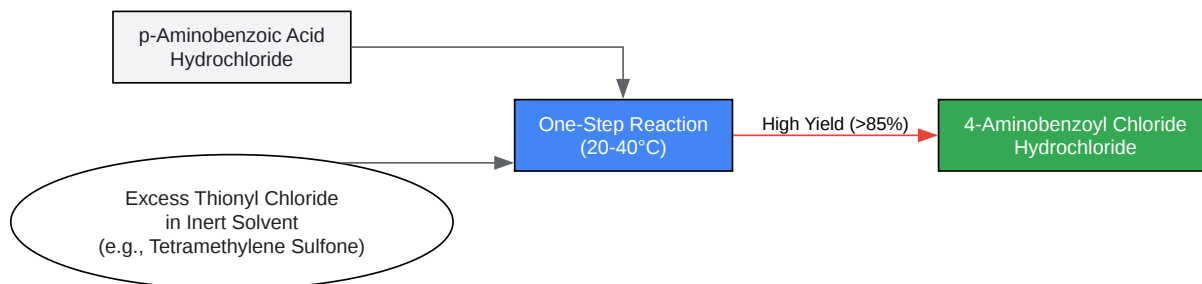 p-Aminobenzoic Acid
Hydrochloride
One-Step Reaction
(20-40°C)
High Yield (>85%)
4-Aminobenzoyl Chloride
Hydrochloride
Excess Thionyl Chloride
in Inert Solvent
(e.g., Tetramethylene Sulfone)